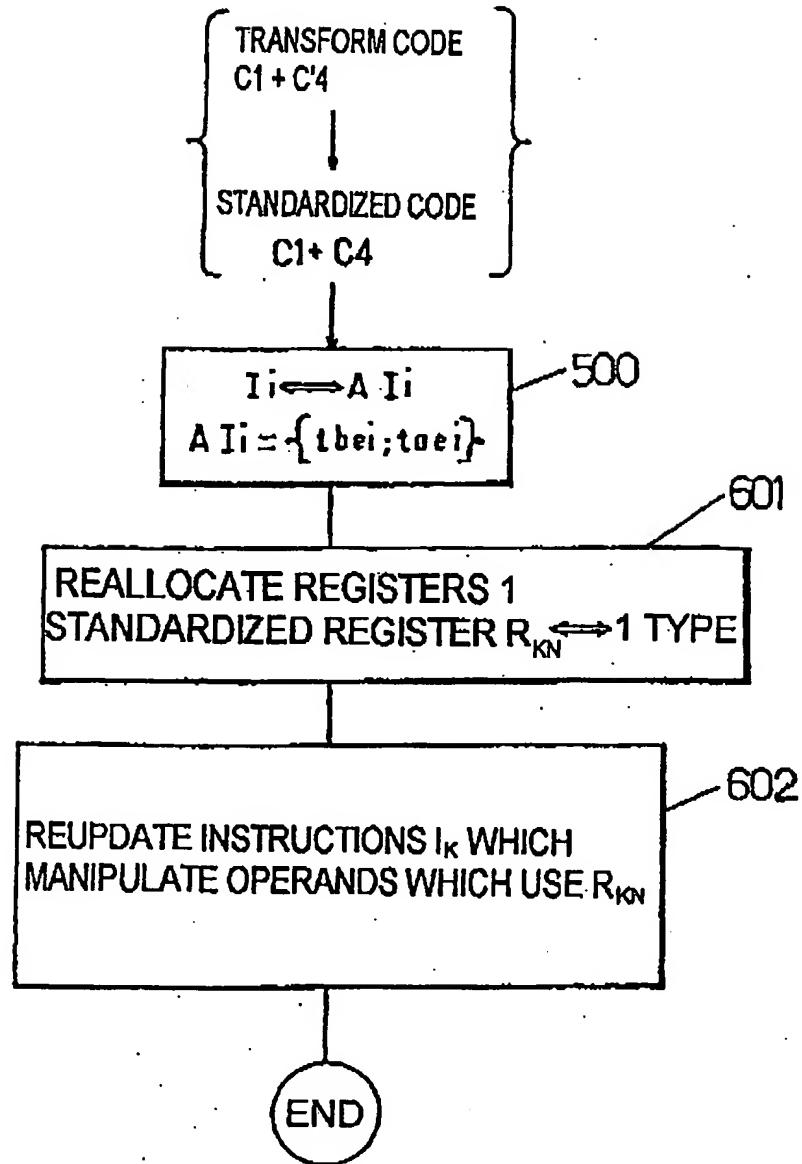 TRANSFORM CODE
C1 + C'4
STANDARDIZED CODE
C1+ C4
Ii⟺A Ii
A Ii = {tbei;taei}
500
601
REALLOCATE REGISTERS 1
STANDARDIZED REGISTER R_KN⟺1 TYPE
602
REUPDATE INSTRUCTIONS I_K WHICH
MANIPULATE OPERANDS WHICH USE R_KN
END